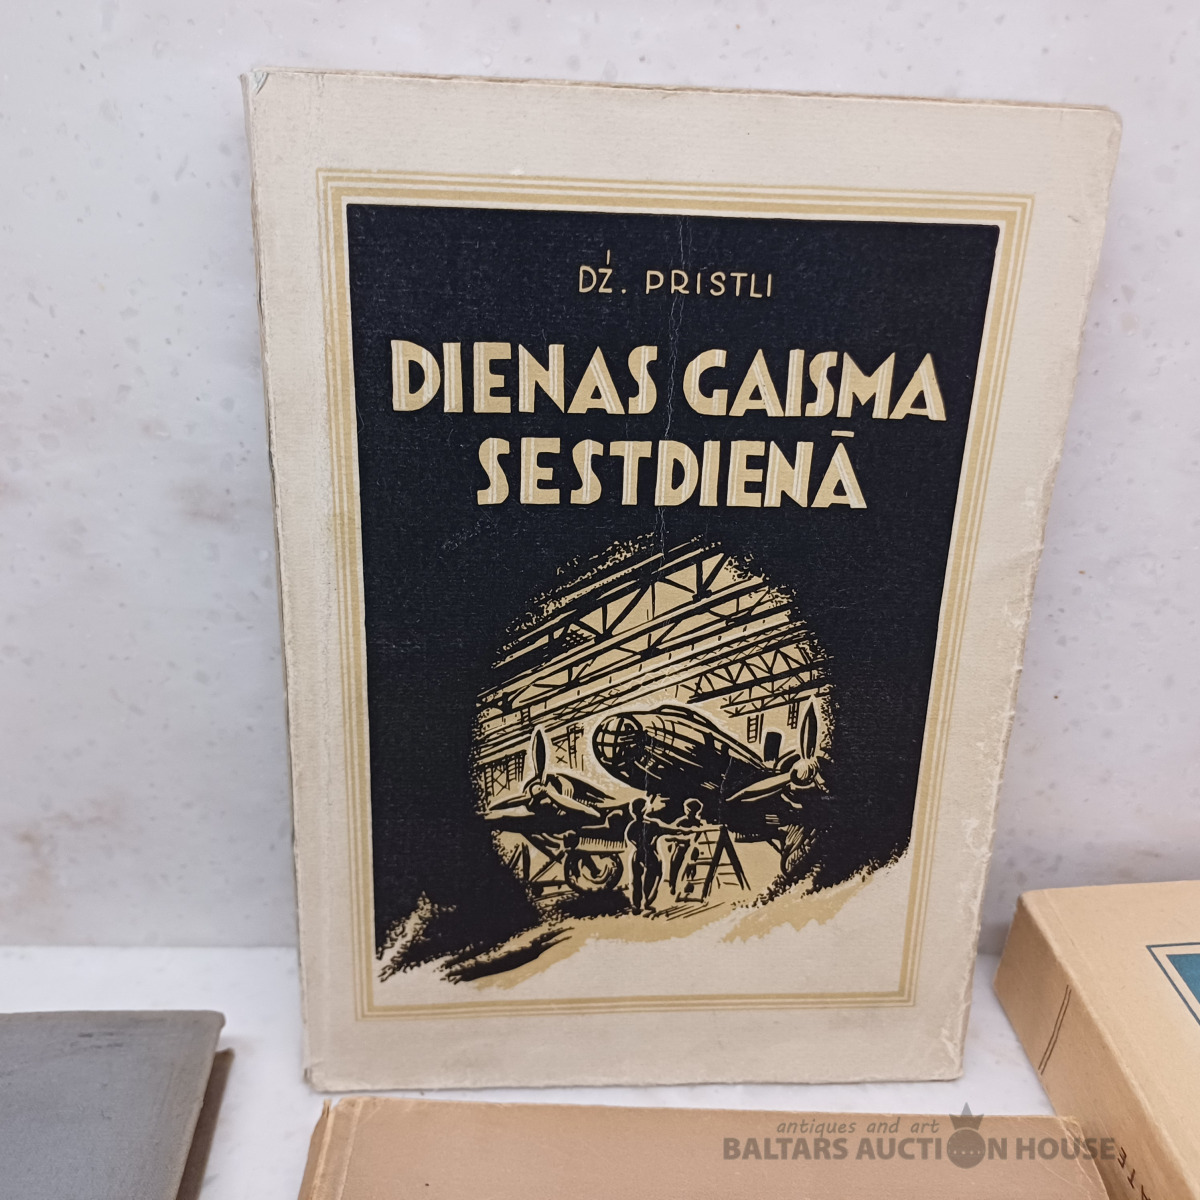 DŽ. PRISTLI
DIENAS GAISMA
SESTDIENĀ
antiques and art
BALTARS AUCTION HOUSE